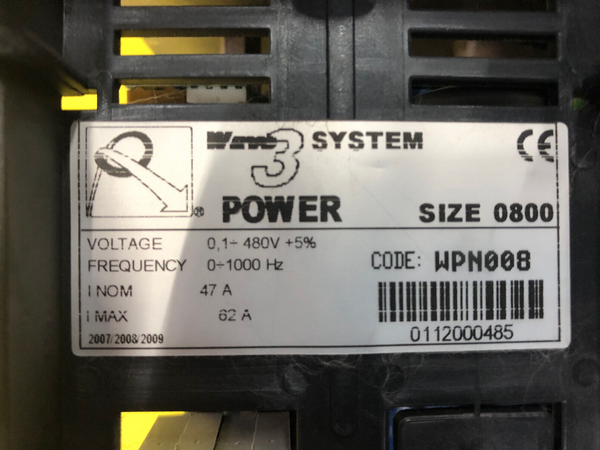 Wave 3 SYSTEM
POWER SIZE 0800
CE
®
VOLTAGE 0,1÷ 480V +5%
FREQUENCY 0÷1000 Hz
I NOM 47 A
I MAX 62 A
2007/2008/2009
CODE: WPN008
0112000485